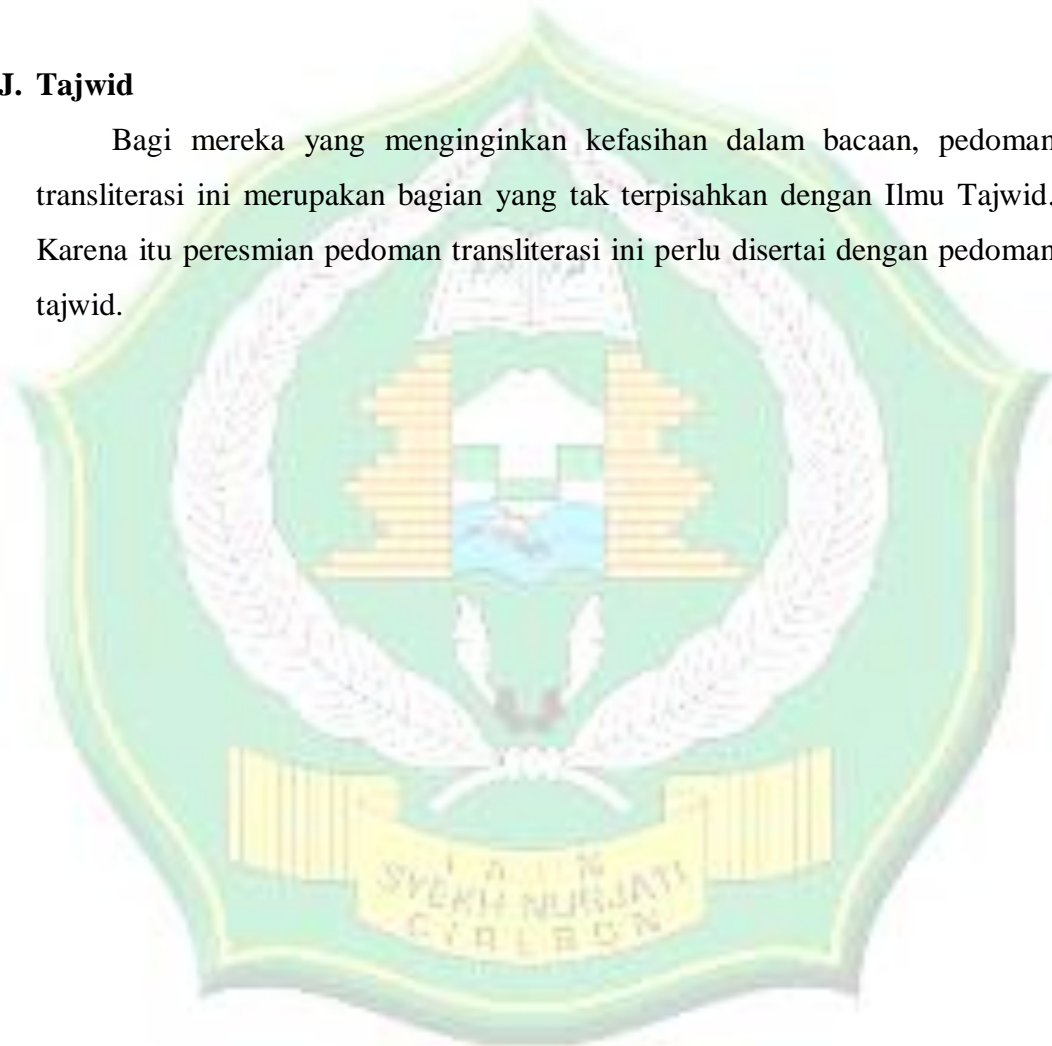 J. Tajwid
Bagi mereka yang menginginkan kefasihan dalam bacaan, pedoman
transliterasi ini merupakan bagian yang tak terpisahkan dengan Ilmu Tajwid.
Karena itu peresmian pedoman transliterasi ini perlu disertai dengan pedoman
tajwid.
IAIN
SYEKH NURJATI
CIREBON